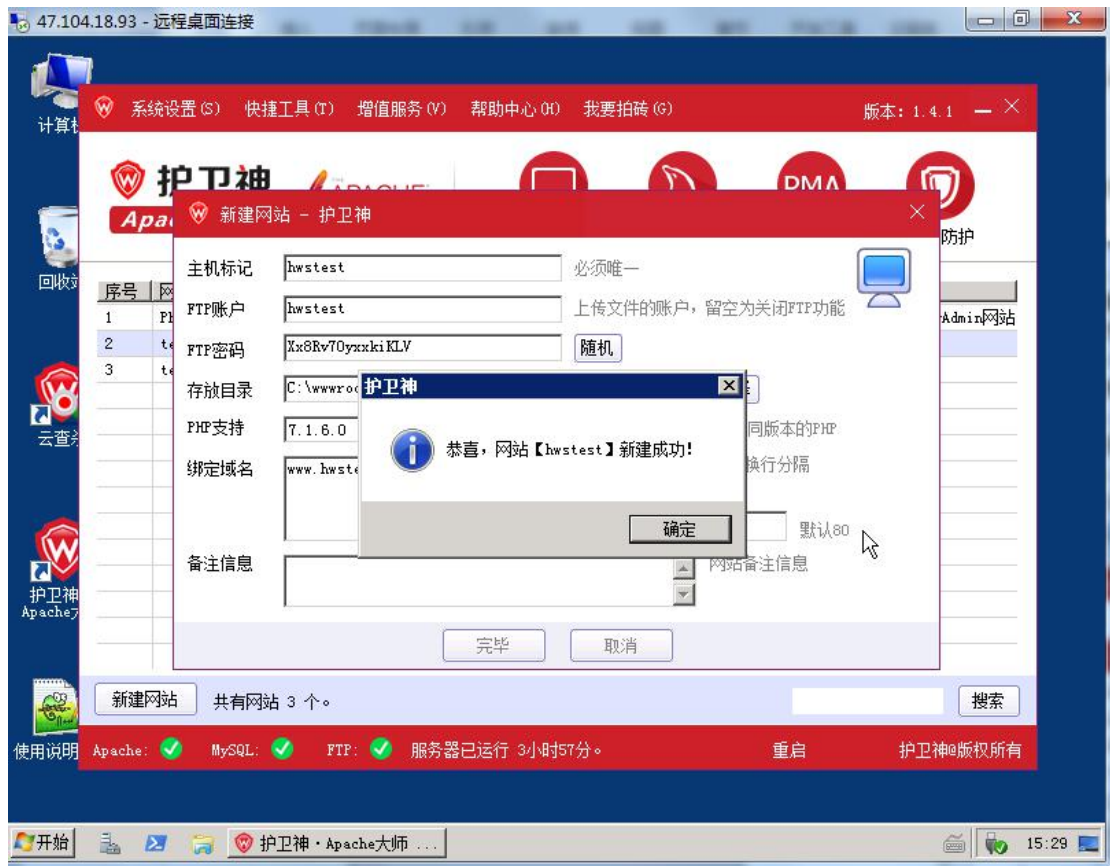 47.104.18.93 - 远程桌面连接
计算机
系统设置(S) 快捷工具(T) 增值服务(V) 帮助中心(H) 我要拍砖(G) 版本: 1.4.1
护卫神
APACHE
PMA
防护
新建网站 - 护卫神
主机标记 hwstest 必须唯一
回收站
序号
1
2
3
Admin网站
FTP账户 hwstest 上传文件的账户，留空为关闭FTP功能
FTP密码 Xx8Rv7OyxxkiKLV 随机
存放目录 C:\wwwroo
护卫神
云查杀
PHP支持 7.1.6.0 同版本的PHP
恭喜，网站【hwstest】新建成功!
绑定域名 www.hwste 换行分隔
确定
默认80
备注信息 网站备注信息
护卫神
Apache大
完毕 取消
新建网站 共有网站 3 个。 搜索
使用说明
Apache: MySQL: FTP: 服务器已运行 3小时57分。 重启 护卫神@版权所有
开始 护卫神·Apache大师 ... 15:29